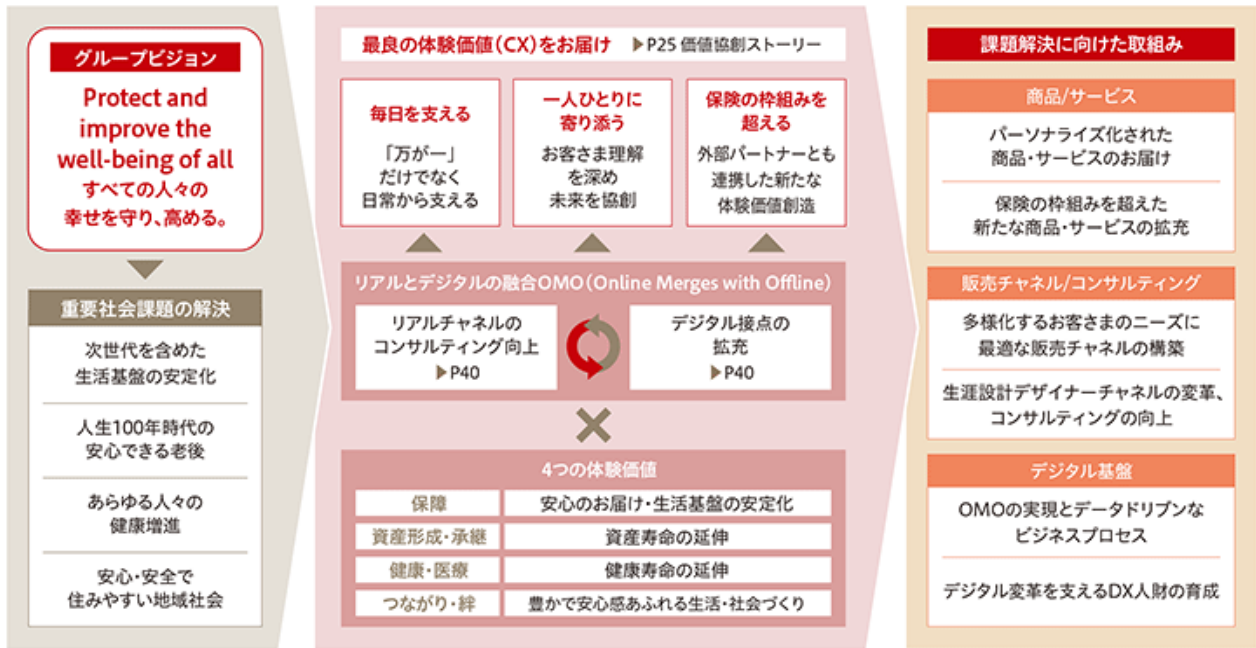 グループビジョン
Protect and
improve the
well-being of all
すべての人々の
幸せを守り、高める。
重要社会課題の解決
次世代を含めた
生活基盤の安定化
人生100年時代の
安心できる老後
あらゆる人々の
健康増進
安心・安全で
住みやすい地域社会
最良の体験価値(CX)をお届け ▶P25 価値協創ストーリー
毎日を支える
「万が一」
だけでなく
日常から支える
一人ひとりに
寄り添う
お客さま理解
を深め
未来を協創
保険の枠組みを
超える
外部パートナーとも
連携した新たな
体験価値創造
リアルとデジタルの融合OMO(Online Merges with Offline)
リアルチャネルの
コンサルティング向上
▶P40
デジタル接点の
拡充
▶P40
4つの体験価値
保障 安心のお届け・生活基盤の安定化
資産形成・承継 資産寿命の延伸
健康・医療 健康寿命の延伸
つながり・絆 豊かで安心感あふれる生活・社会づくり
課題解決に向けた取組み
商品/サービス
パーソナライズ化された
商品・サービスのお届け
保険の枠組みを超えた
新たな商品・サービスの拡充
販売チャネル/コンサルティング
多様化するお客さまのニーズに
最適な販売チャネルの構築
生涯設計デザイナーチャネルの変革、
コンサルティングの向上
デジタル基盤
OMOの実現とデータドリブンな
ビジネスプロセス
デジタル変革を支えるDX人財の育成